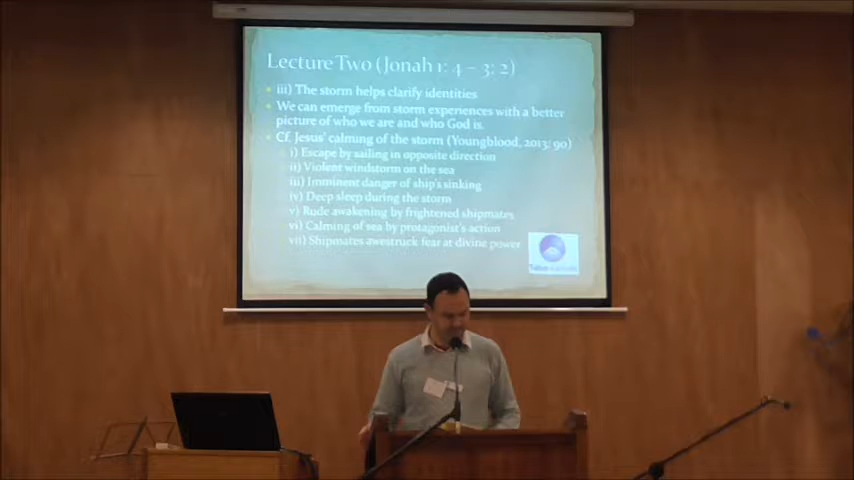 Lecture Two (Jonah 1: 4 – 3: 2)
iii) The storm helps clarify identities
We can emerge from storm experiences with a better
picture of who we are and who God is.
Cf. Jesus' calming of the storm (Youngblood, 2013: 90)
i) Escape by sailing in opposite direction
ii) Violent windstorm on the sea
iii) Imminent danger of ship's sinking
iv) Deep sleep during the storm
v) Rude awakening by frightened shipmates
vi) Calming of sea by protagonist's action
vii) Shipmates awestruck fear at divine power